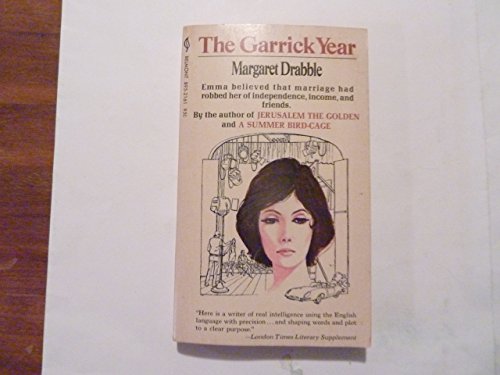 The Garrick Year
Margaret Drabble
Emma believed that marriage had
robbed her of independence, income, and
friends.
By the author of JERUSALEM THE GOLDEN
and A SUMMER BIRD-CAGE
"Here is a writer of real intelligence using the English
language with precision...and shaping words and plot
to a clear purpose."
—London Times Literary Supplement
BELMONT
95¢